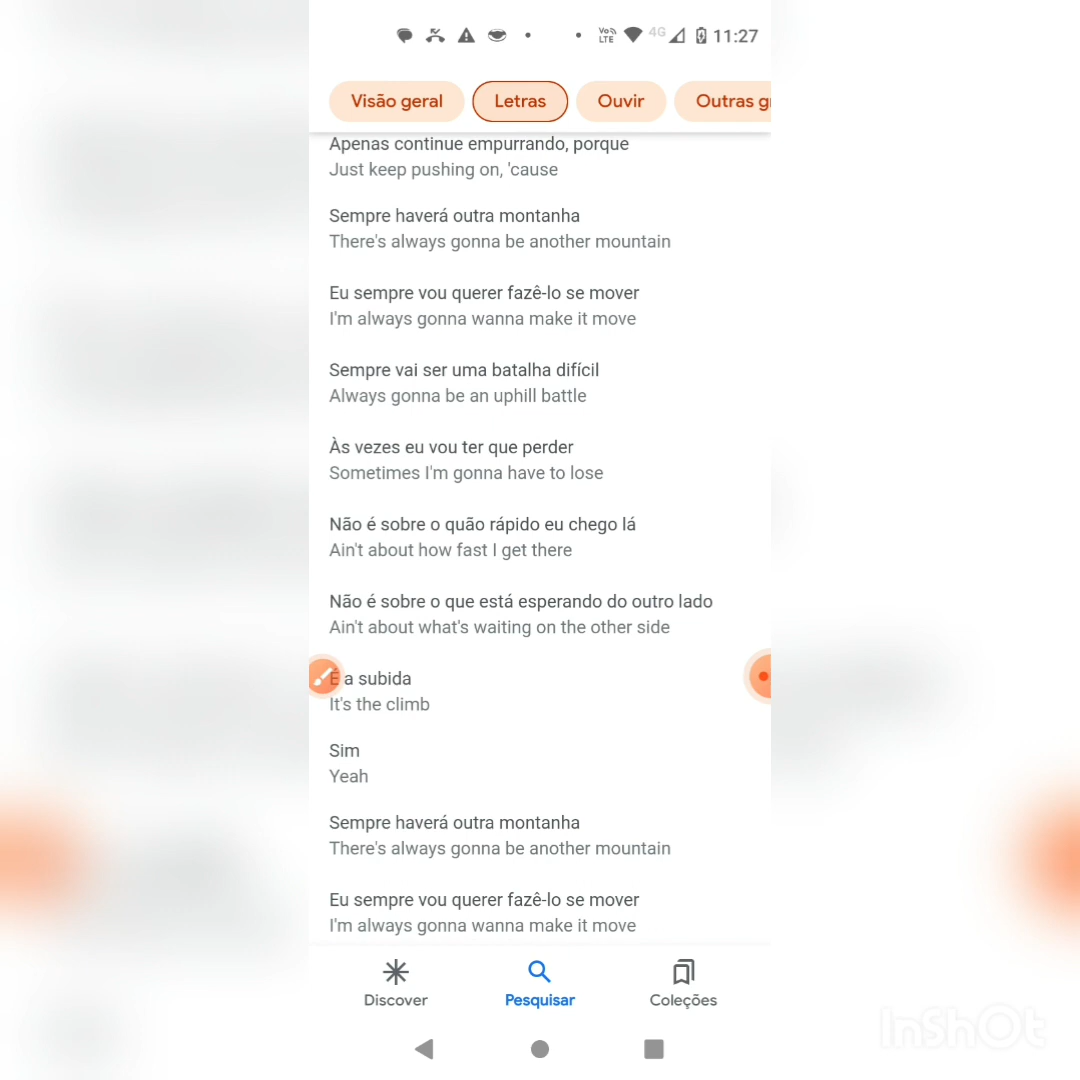 VoLTE 4G 11:27
Visão geral Letras Ouvir Outras
Apenas continue empurrando, porque
Just keep pushing on, 'cause
Sempre haverá outra montanha
There's always gonna be another mountain
Eu sempre vou querer fazê-lo se mover
I'm always gonna wanna make it move
Sempre vai ser uma batalha difícil
Always gonna be an uphill battle
Às vezes eu vou ter que perder
Sometimes I'm gonna have to lose
Não é sobre o quão rápido eu chego lá
Ain't about how fast I get there
Não é sobre o que está esperando do outro lado
Ain't about what's waiting on the other side
É a subida
It's the climb
Sim
Yeah
Sempre haverá outra montanha
There's always gonna be another mountain
Eu sempre vou querer fazê-lo se mover
I'm always gonna wanna make it move
Discover Pesquisar Coleções
InShOt